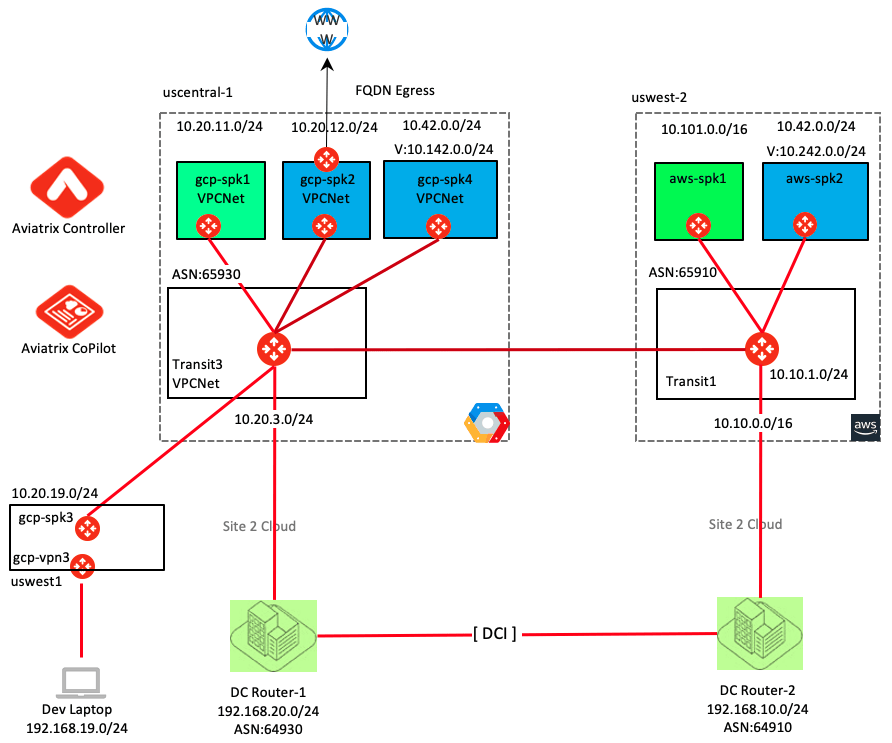 WW
W
FQDN Egress
uscentral-1
uswest-2
10.20.11.0/24
10.20.12.0/24
10.42.0.0/24
V:10.142.0.0/24
10.101.0.0/16
10.42.0.0/24
V:10.242.0.0/24
gcp-spk1
VPCNet
gcp-spk2
VPCNet
gcp-spk4
VPCNet
aws-spk1
aws-spk2
Aviatrix Controller
ASN:65930
ASN:65910
Aviatrix CoPilot
Transit3
VPCNet
Transit1
10.10.1.0/24
10.20.3.0/24
10.10.0.0/16
aws
10.20.19.0/24
gcp-spk3
gcp-vpn3
uswest1
Site 2 Cloud
Site 2 Cloud
[ DCI ]
Dev Laptop
192.168.19.0/24
DC Router-1
192.168.20.0/24
ASN:64930
DC Router-2
192.168.10.0/24
ASN:64910